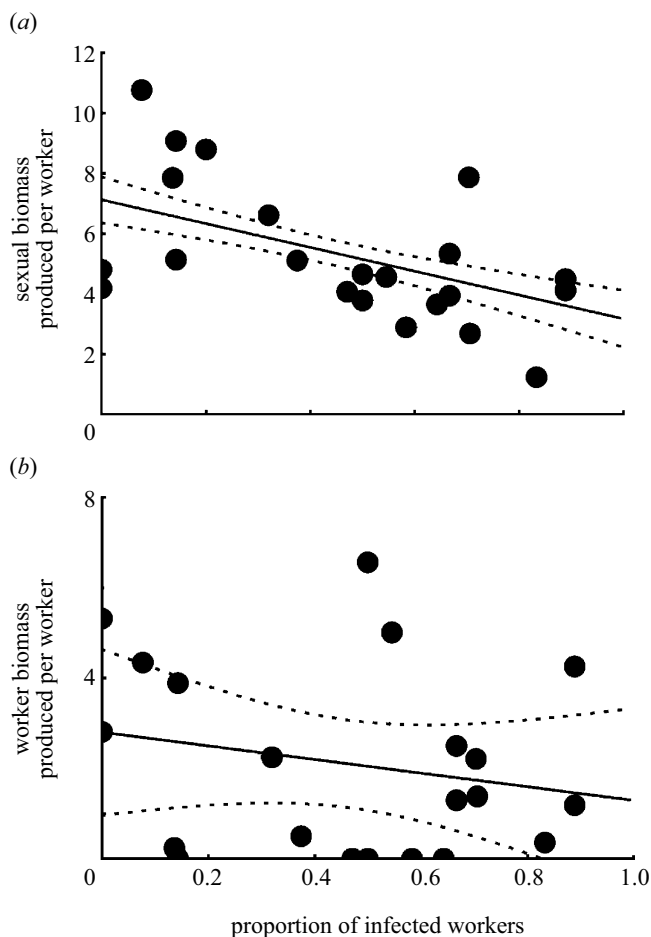 (a)
12
10
8
6
4
2
0
sexual biomass
produced per worker
(b)
8
4
0
0.2
0.4
0.6
0.8
1.0
worker biomass
produced per worker
proportion of infected workers